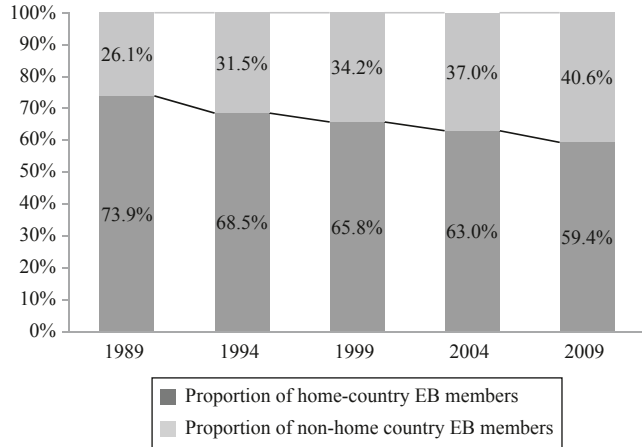 100%
90%
80%
70%
60%
50%
40%
30%
20%
10%
0%
26.1% 31.5% 34.2% 37.0% 40.6%
73.9% 68.5% 65.8% 63.0% 59.4%
1989 1994 1999 2004 2009
Proportion of home-country EB members
Proportion of non-home country EB members